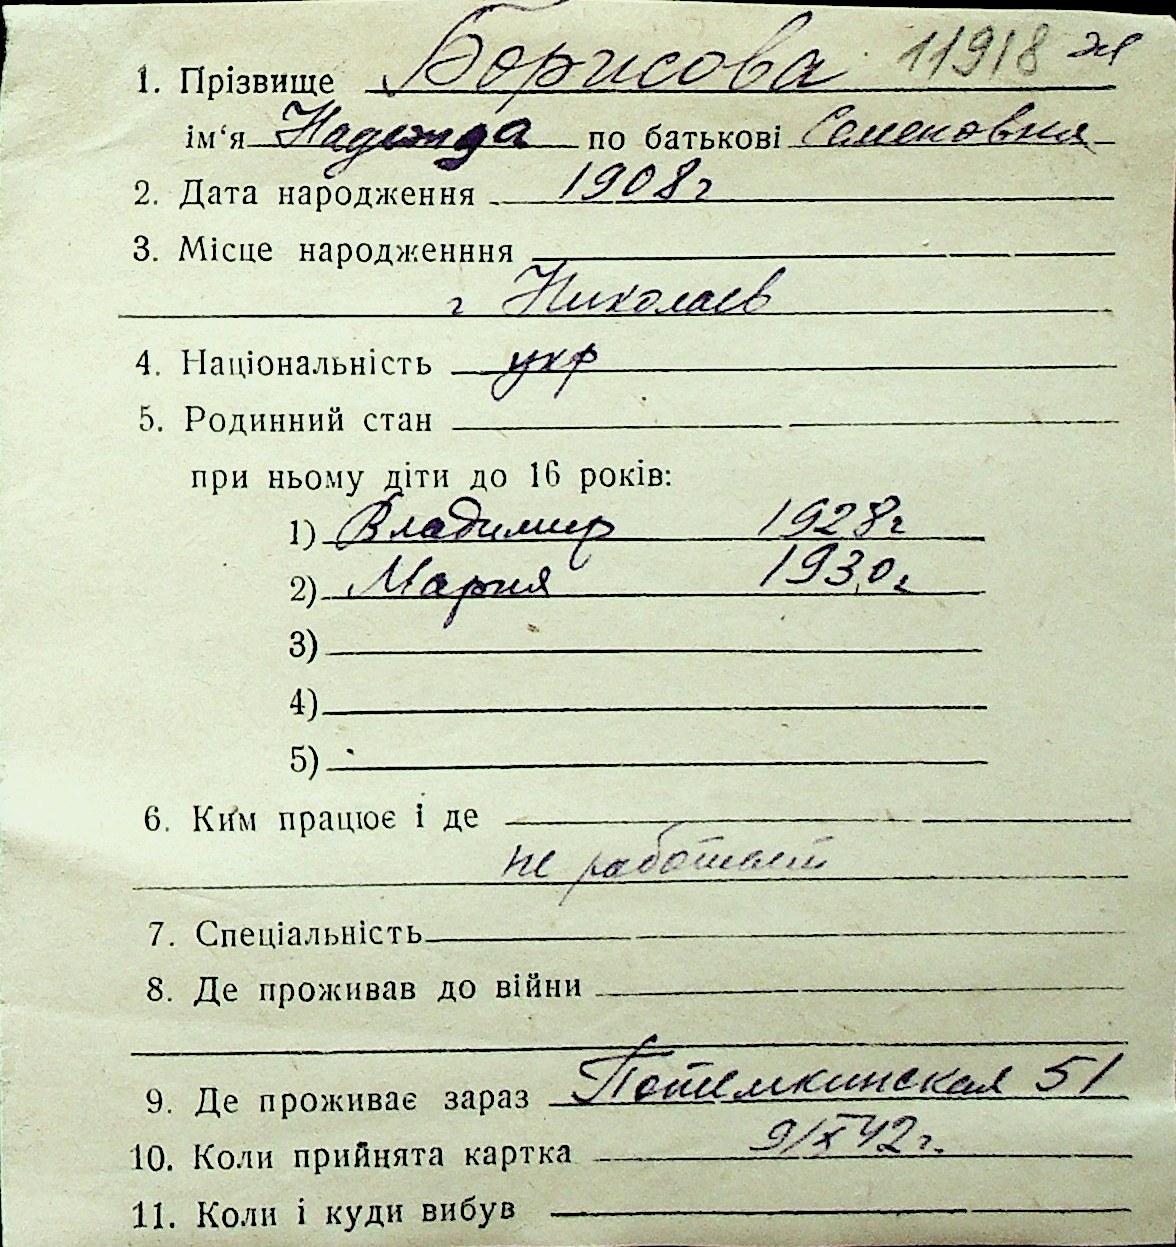 1. Прізвище Борисова 11918 ж
ім‘я Надежда по батькові Семеновна
2. Дата народження 1908г
3. Місце народженння
г Николаев
4. Національність укр
5. Родинний стан
при ньому діти до 16 років:
1) Владимир 1928г
2) Мария 1930г
3)
4)
5)
6. Ким працює і де
не работает
7. Спеціальність
8. Де проживав до війни
9. Де проживає зараз Потемкинская 51
10. Коли прийнята картка 9/X 42г.
11. Коли і куди вибув